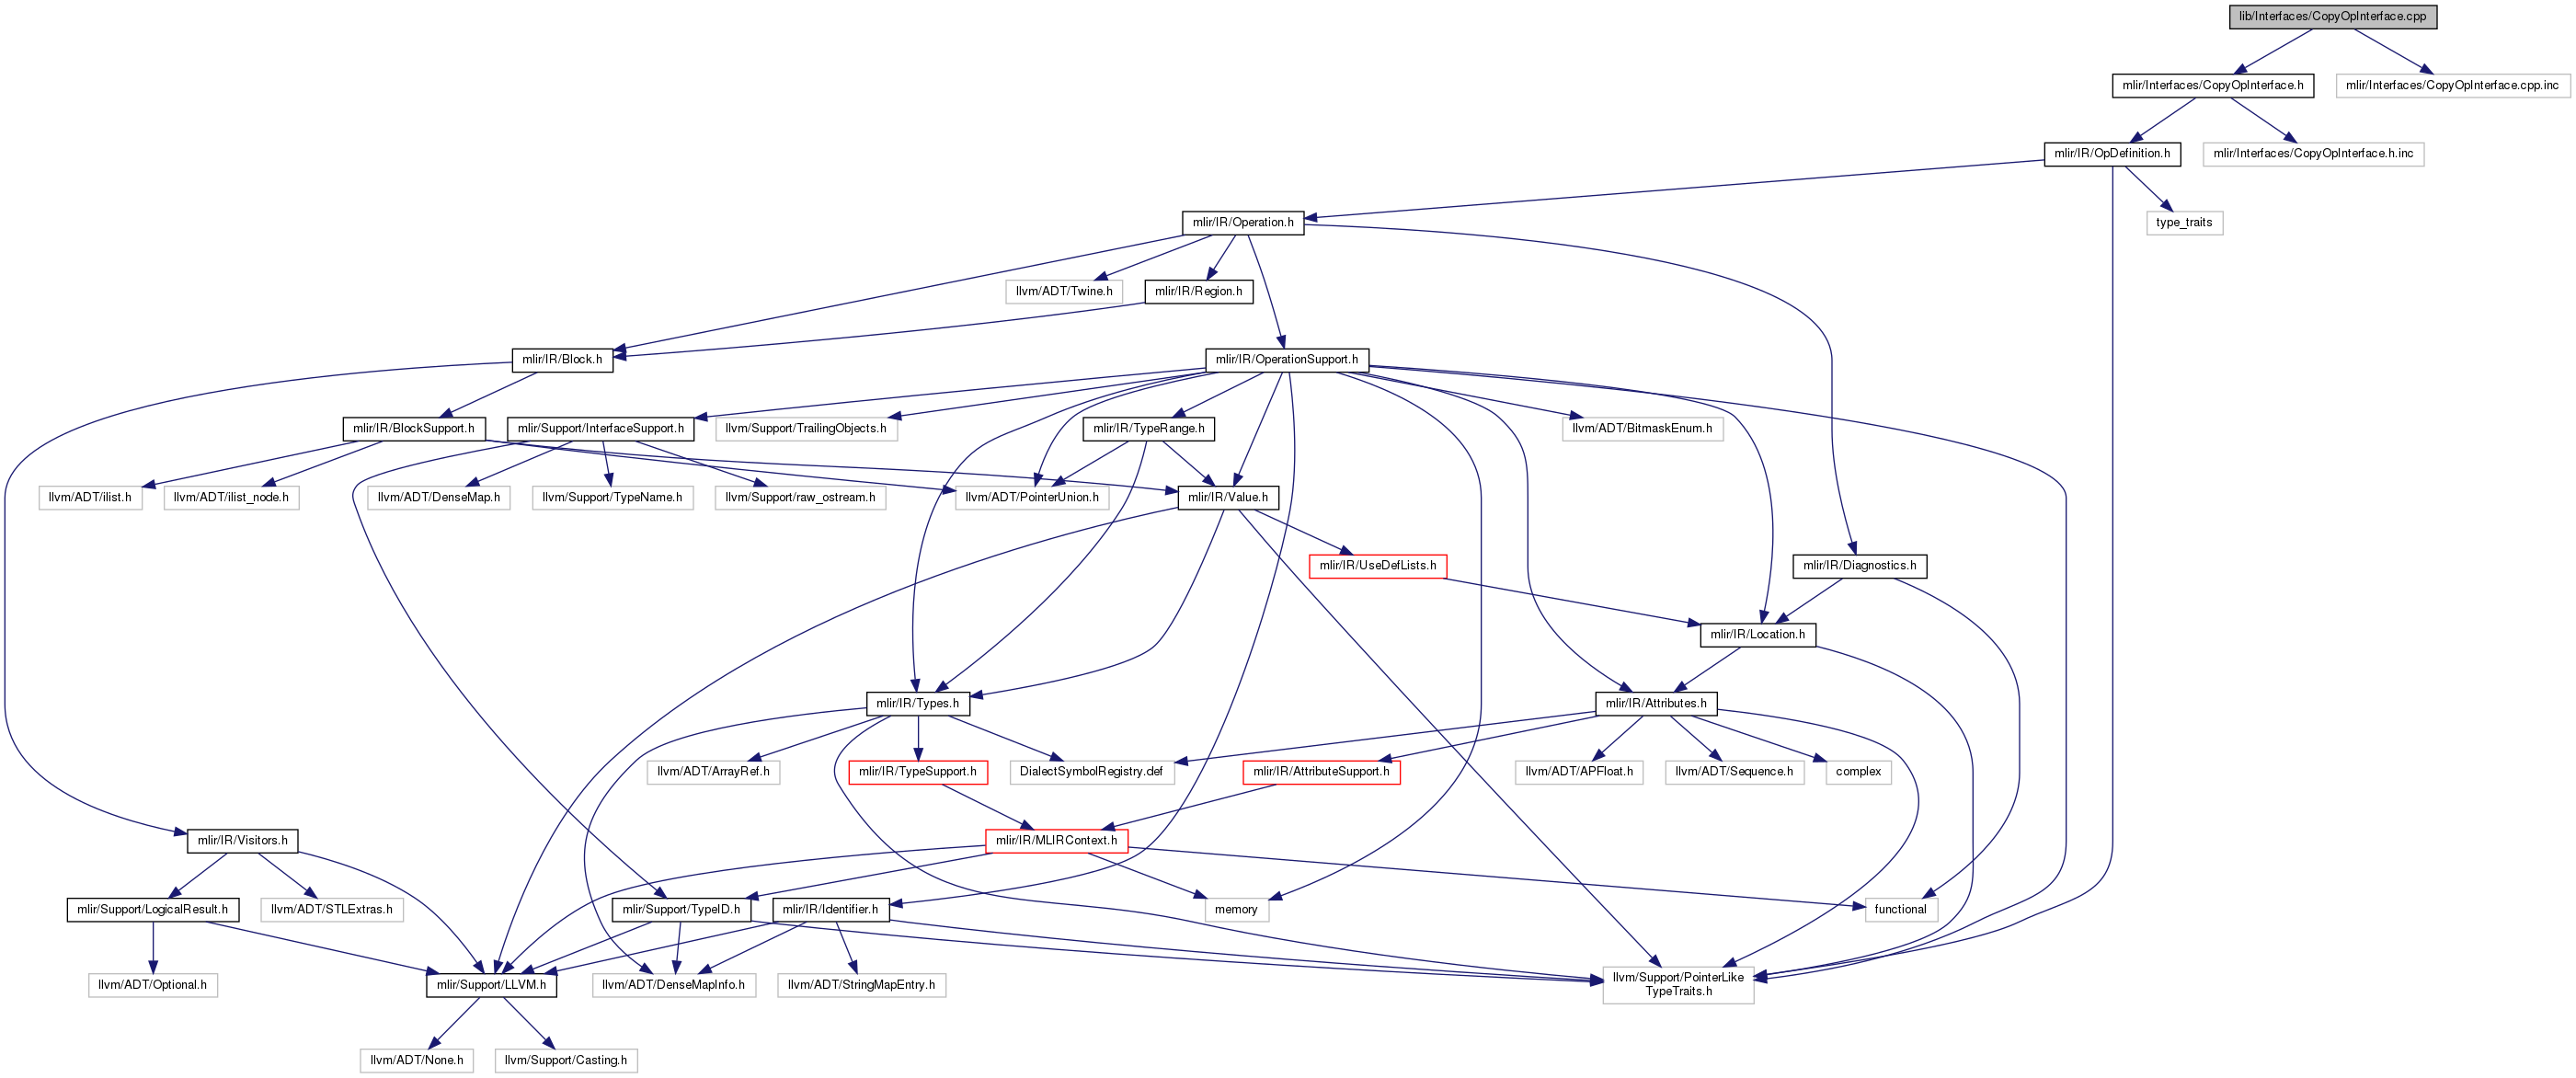 lib/Interfaces/CopyOpInterface.cpp
mlir/Interfaces/CopyOpInterface.h
mlir/Interfaces/CopyOpInterface.cpp.inc
mlir/IR/OpDefinition.h
mlir/Interfaces/CopyOpInterface.h.inc
mlir/IR/Operation.h
type_traits
llvm/ADT/Twine.h
mlir/IR/Region.h
mlir/IR/Block.h
mlir/IR/OperationSupport.h
mlir/IR/BlockSupport.h
mlir/Support/InterfaceSupport.h
llvm/Support/TrailingObjects.h
mlir/IR/TypeRange.h
llvm/ADT/BitmaskEnum.h
llvm/ADT/ilist.h
llvm/ADT/ilist_node.h
llvm/ADT/DenseMap.h
llvm/Support/TypeName.h
llvm/Support/raw_ostream.h
llvm/ADT/PointerUnion.h
mlir/IR/Value.h
mlir/IR/UseDefLists.h
mlir/IR/Diagnostics.h
mlir/IR/Location.h
mlir/IR/Types.h
mlir/IR/Attributes.h
llvm/ADT/ArrayRef.h
mlir/IR/TypeSupport.h
DialectSymbolRegistry.def
mlir/IR/AttributeSupport.h
llvm/ADT/APFloat.h
llvm/ADT/Sequence.h
complex
mlir/IR/Visitors.h
mlir/IR/MLIRContext.h
mlir/Support/LogicalResult.h
llvm/ADT/STLExtras.h
mlir/Support/TypeID.h
mlir/IR/Identifier.h
memory
functional
llvm/ADT/Optional.h
mlir/Support/LLVM.h
llvm/ADT/DenseMapInfo.h
llvm/ADT/StringMapEntry.h
llvm/Support/PointerLike
TypeTraits.h
llvm/ADT/None.h
llvm/Support/Casting.h